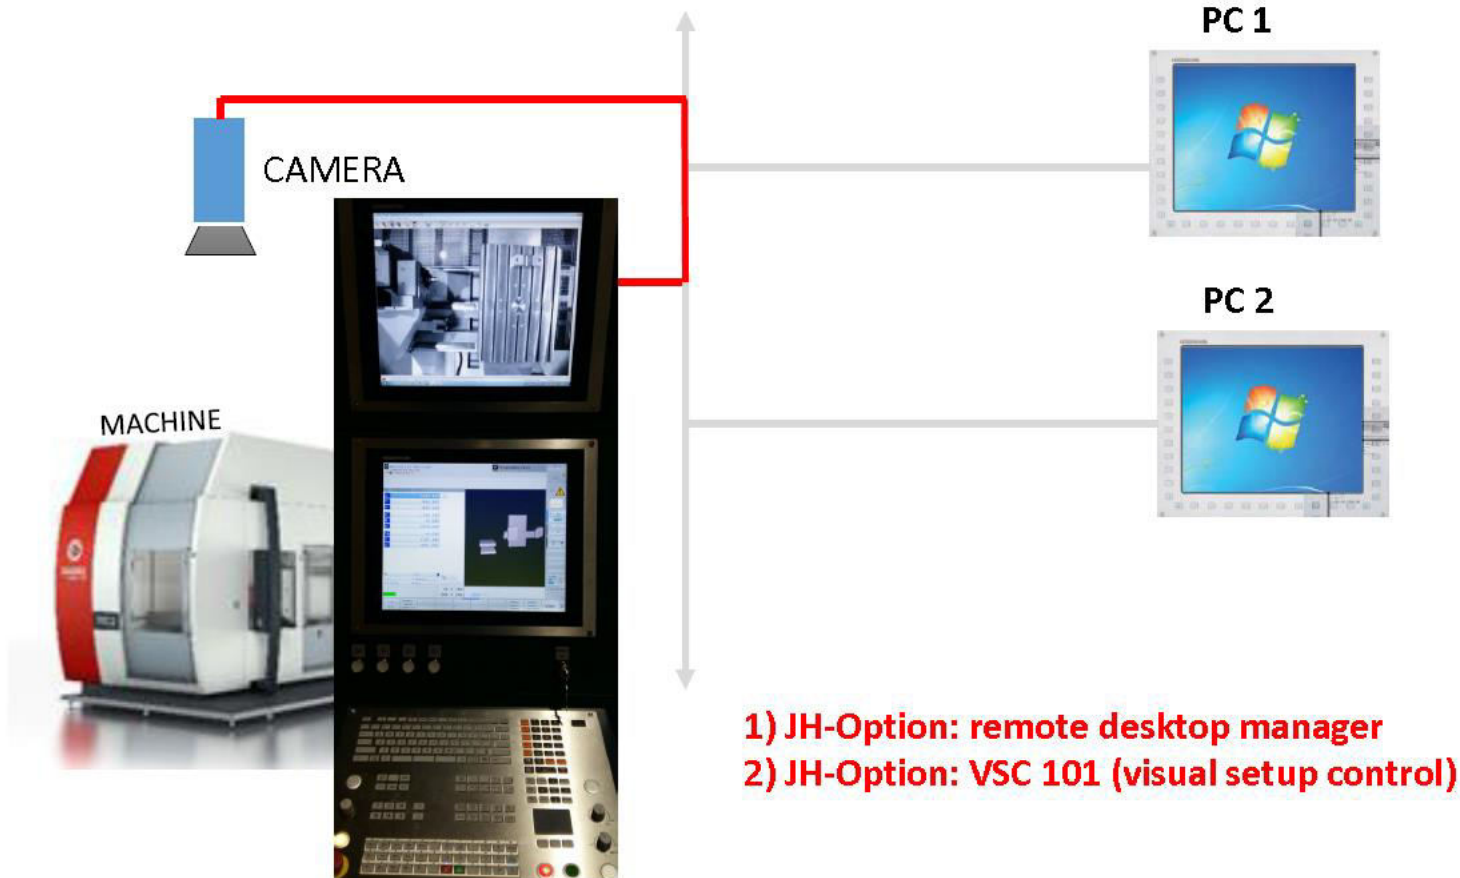 PC 1
CAMERA
PC 2
MACHINE
1) JH-Option: remote desktop manager
2) JH-Option: VSC 101 (visual setup control)